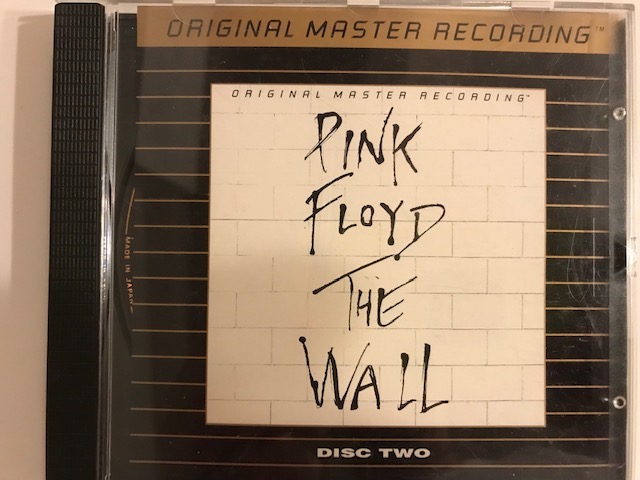 ORIGINAL MASTER RECORDING™
ORIGINAL MASTER RECORDING™
PINK
FLOYD
THE
WALL
MADE IN JAPAN
DISC TWO